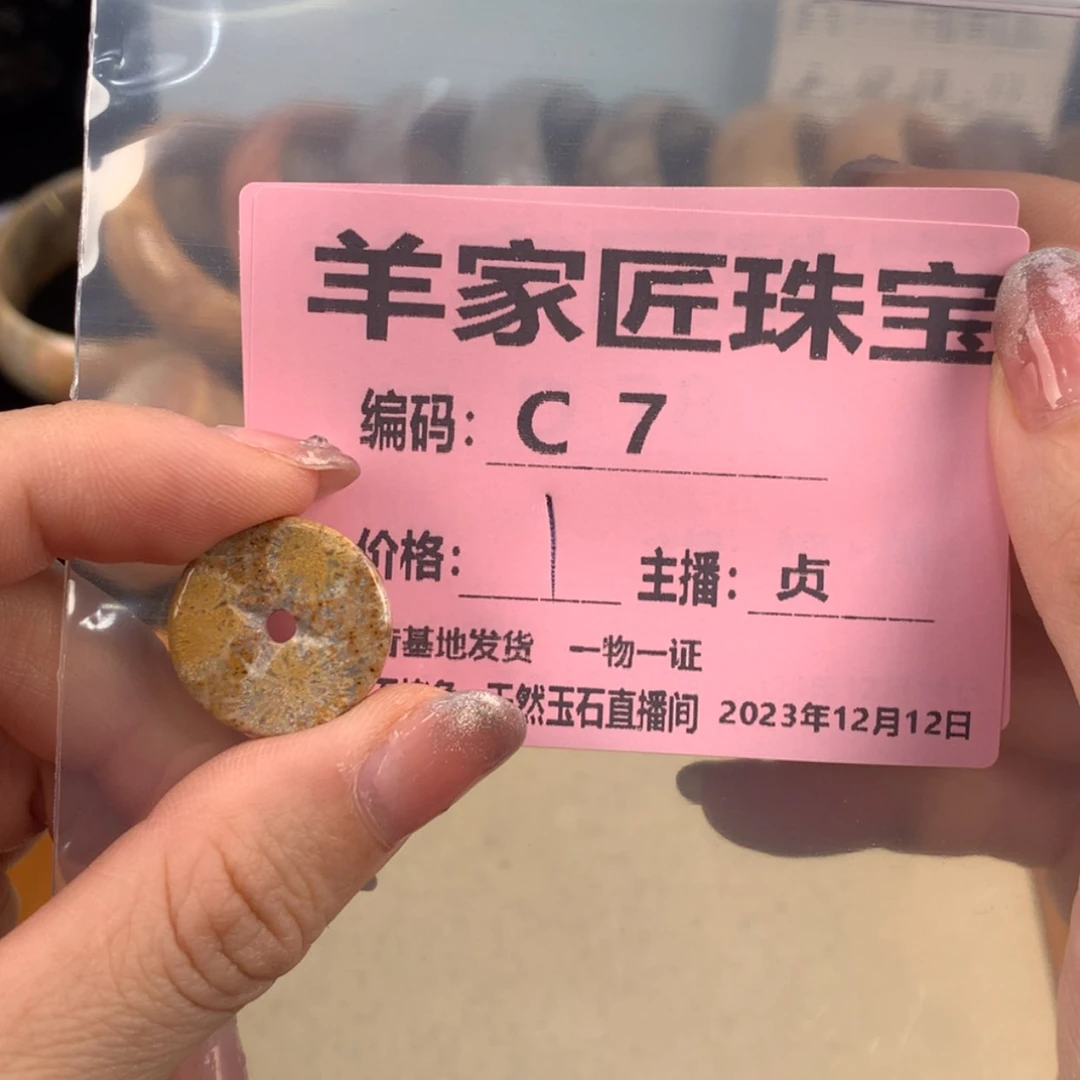 羊家匠珠宝
编码: C 7
价格: 1 主播: 贞
基地发货 一物一证
天然玉石直播间 2023年12月12日